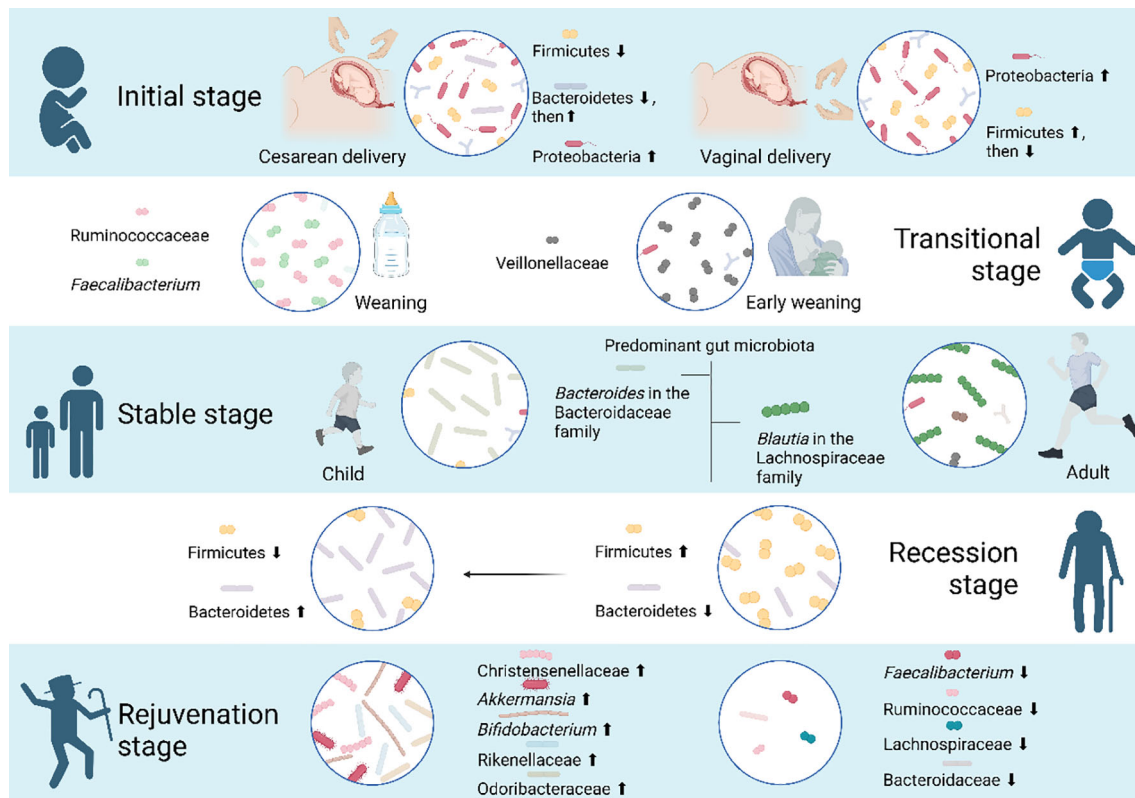 Initial stage
Cesarean delivery
Firmicutes ⬇
Bacteroidetes ⬇,
then ⬆
Proteobacteria ⬆
Vaginal delivery
Proteobacteria ⬆
Firmicutes ⬆,
then ⬇
Ruminococcaceae
Faecalibacterium
Weaning
Veillonellaceae
Early weaning
Transitional
stage
Stable stage
Child
Predominant gut microbiota
Bacteroides in the
Bacteroidaceae
family
Blautia in the
Lachnospiraceae
family
Adult
Firmicutes ⬇
Bacteroidetes ⬆
Firmicutes ⬆
Bacteroidetes ⬇
Recession
stage
Rejuvenation
stage
Christensenellaceae ⬆
Akkermansia ⬆
Bifidobacterium ⬆
Rikenellaceae ⬆
Odoribacteraceae ⬆
Faecalibacterium ⬇
Ruminococcaceae ⬇
Lachnospiraceae ⬇
Bacteroidaceae ⬇